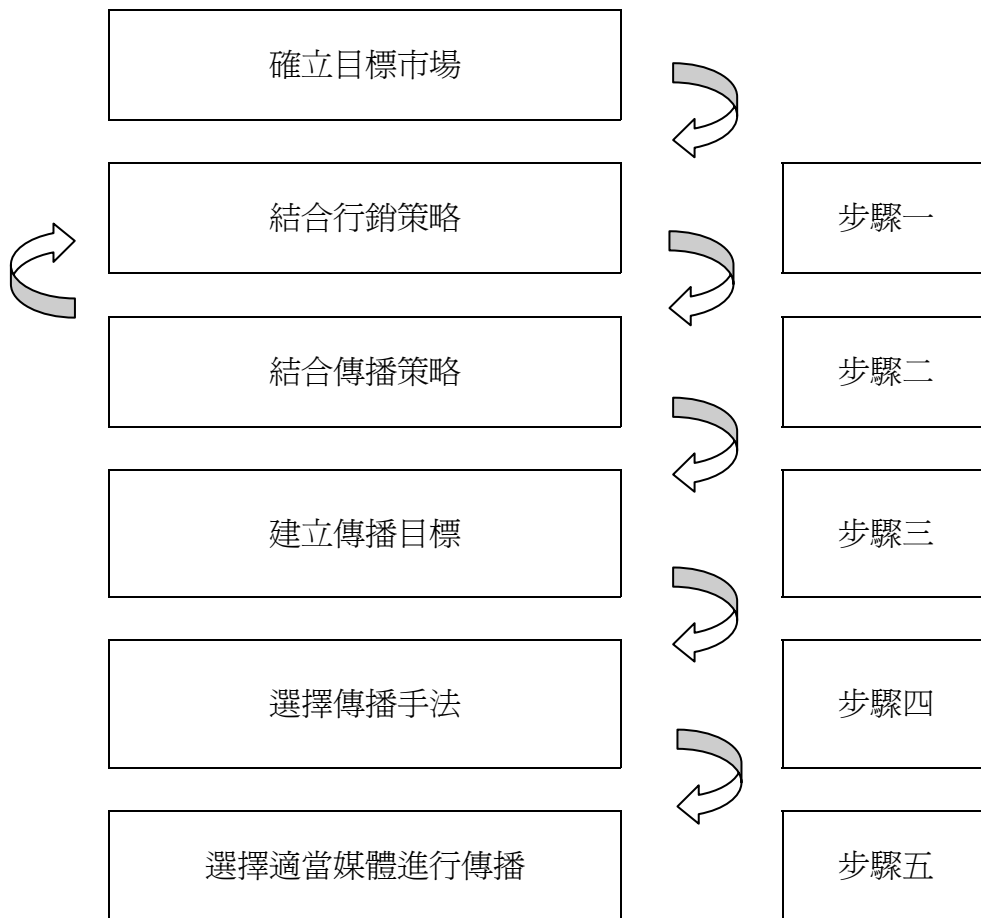 確立目標市場
結合行銷策略
步驟一
結合傳播策略
步驟二
建立傳播目標
步驟三
選擇傳播手法
步驟四
選擇適當媒體進行傳播
步驟五